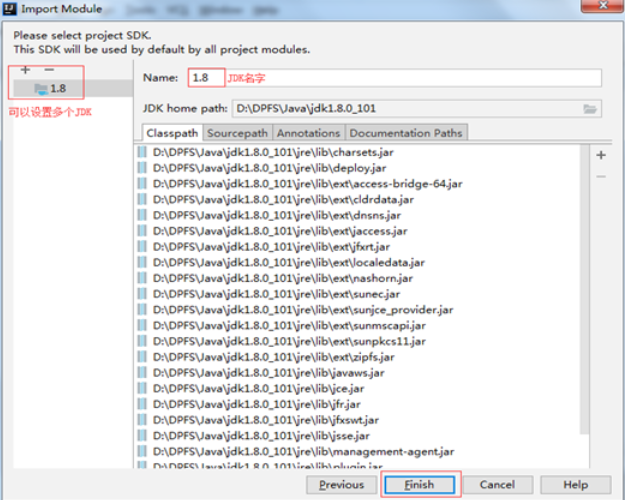 Import Module
Please select project SDK.
This SDK will be used by default by all project modules.
1.8
可以设置多个JDK
Name: 1.8 JDK名字
JDK home path: D:\DPFS\Java\jdk1.8.0_101
Classpath Sourcepath Annotations Documentation Paths
D:\DPFS\Java\jdk1.8.0_101\jre\lib\charsets.jar
D:\DPFS\Java\jdk1.8.0_101\jre\lib\deploy.jar
D:\DPFS\Java\jdk1.8.0_101\jre\lib\ext\access-bridge-64.jar
D:\DPFS\Java\jdk1.8.0_101\jre\lib\ext\cldrdata.jar
D:\DPFS\Java\jdk1.8.0_101\jre\lib\ext\dnsns.jar
D:\DPFS\Java\jdk1.8.0_101\jre\lib\ext\jaccess.jar
D:\DPFS\Java\jdk1.8.0_101\jre\lib\ext\jfxrt.jar
D:\DPFS\Java\jdk1.8.0_101\jre\lib\ext\localedata.jar
D:\DPFS\Java\jdk1.8.0_101\jre\lib\ext\nashorn.jar
D:\DPFS\Java\jdk1.8.0_101\jre\lib\ext\sunec.jar
D:\DPFS\Java\jdk1.8.0_101\jre\lib\ext\sunjce_provider.jar
D:\DPFS\Java\jdk1.8.0_101\jre\lib\ext\sunmscapi.jar
D:\DPFS\Java\jdk1.8.0_101\jre\lib\ext\sunpkcs11.jar
D:\DPFS\Java\jdk1.8.0_101\jre\lib\ext\zipfs.jar
D:\DPFS\Java\jdk1.8.0_101\jre\lib\javaws.jar
D:\DPFS\Java\jdk1.8.0_101\jre\lib\jce.jar
D:\DPFS\Java\jdk1.8.0_101\jre\lib\jfr.jar
D:\DPFS\Java\jdk1.8.0_101\jre\lib\jfxswt.jar
D:\DPFS\Java\jdk1.8.0_101\jre\lib\jsse.jar
D:\DPFS\Java\jdk1.8.0_101\jre\lib\management-agent.jar
D:\DPFS\Java\jdk1.8.0_101\jre\lib\plugin.jar
Previous Finish Cancel Help